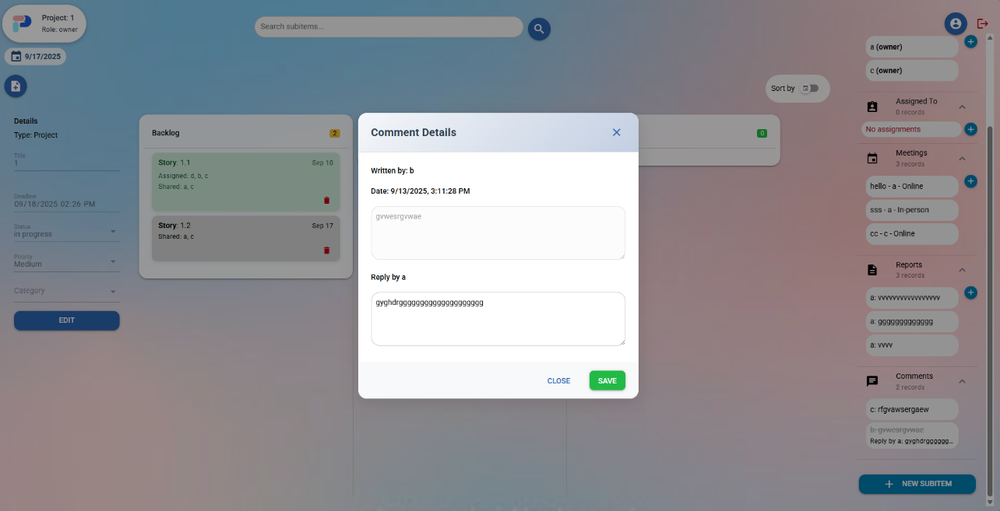 Project: 1
Role: owner
Search subitems...
9/17/2025
Sort by
Details
Type: Project
Title
1
Deadline
09/18/2025 02:26 PM
Status
in progress
Priority
Medium
Category
EDIT
Backlog
2
Story: 1.1
Sep 10
Assigned: d, b, c
Shared: a, c
Story: 1.2
Sep 17
Shared: a, c
0
Comment Details
Written by: b
Date: 9/13/2025, 3:11:28 PM
gvwesrgvwae
Reply by a
gyghdrgggggggggggggggggggg
CLOSE
SAVE
a (owner)
c (owner)
Assigned To
0 records
No assignments
Meetings
3 records
hello - a - Online
sss - a - In-person
cc - c - Online
Reports
3 records
a: vvvvvvvvvvvvvvvv
a: ggggggggggggg
a: vvvv
Comments
2 records
c: rfgvawsergaew
b: gvwesrgvwae
Reply by a: gyghdrgggggg...
NEW SUBITEM